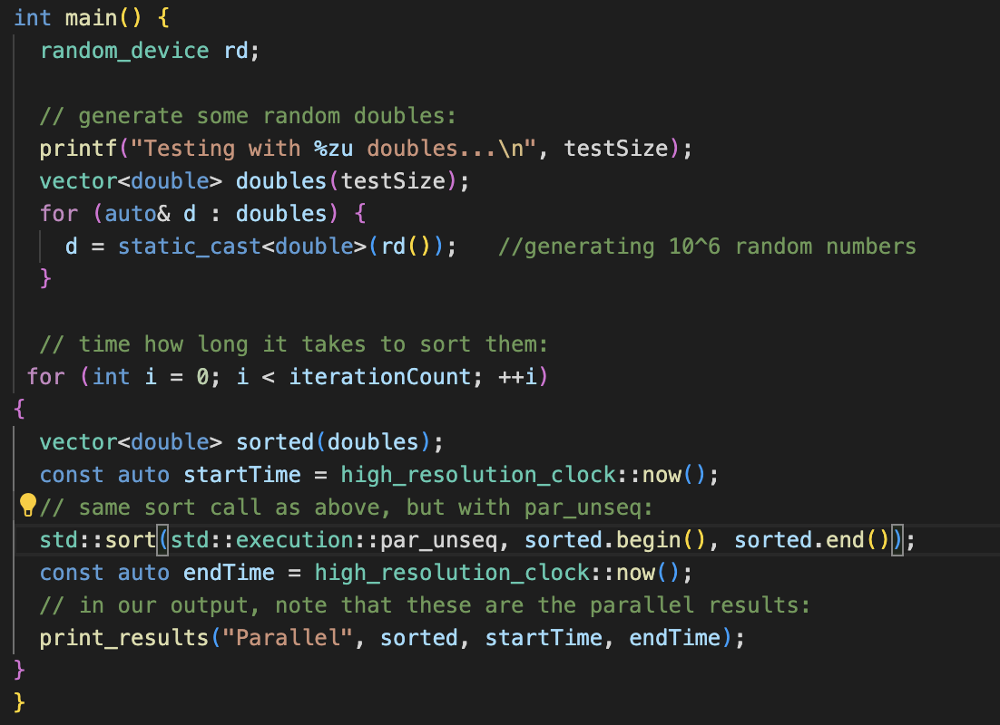 int main() {
  random_device rd;

  // generate some random doubles:
  printf("Testing with %zu doubles...\n", testSize);
  vector<double> doubles(testSize);
  for (auto& d : doubles) {
    d = static_cast<double>(rd());   //generating 10^6 random numbers
  }

  // time how long it takes to sort them:
 for (int i = 0; i < iterationCount; ++i)
{
  vector<double> sorted(doubles);
  const auto startTime = high_resolution_clock::now();
  // same sort call as above, but with par_unseq:
  std::sort(std::execution::par_unseq, sorted.begin(), sorted.end());
  const auto endTime = high_resolution_clock::now();
  // in our output, note that these are the parallel results:
  print_results("Parallel", sorted, startTime, endTime);
}
}